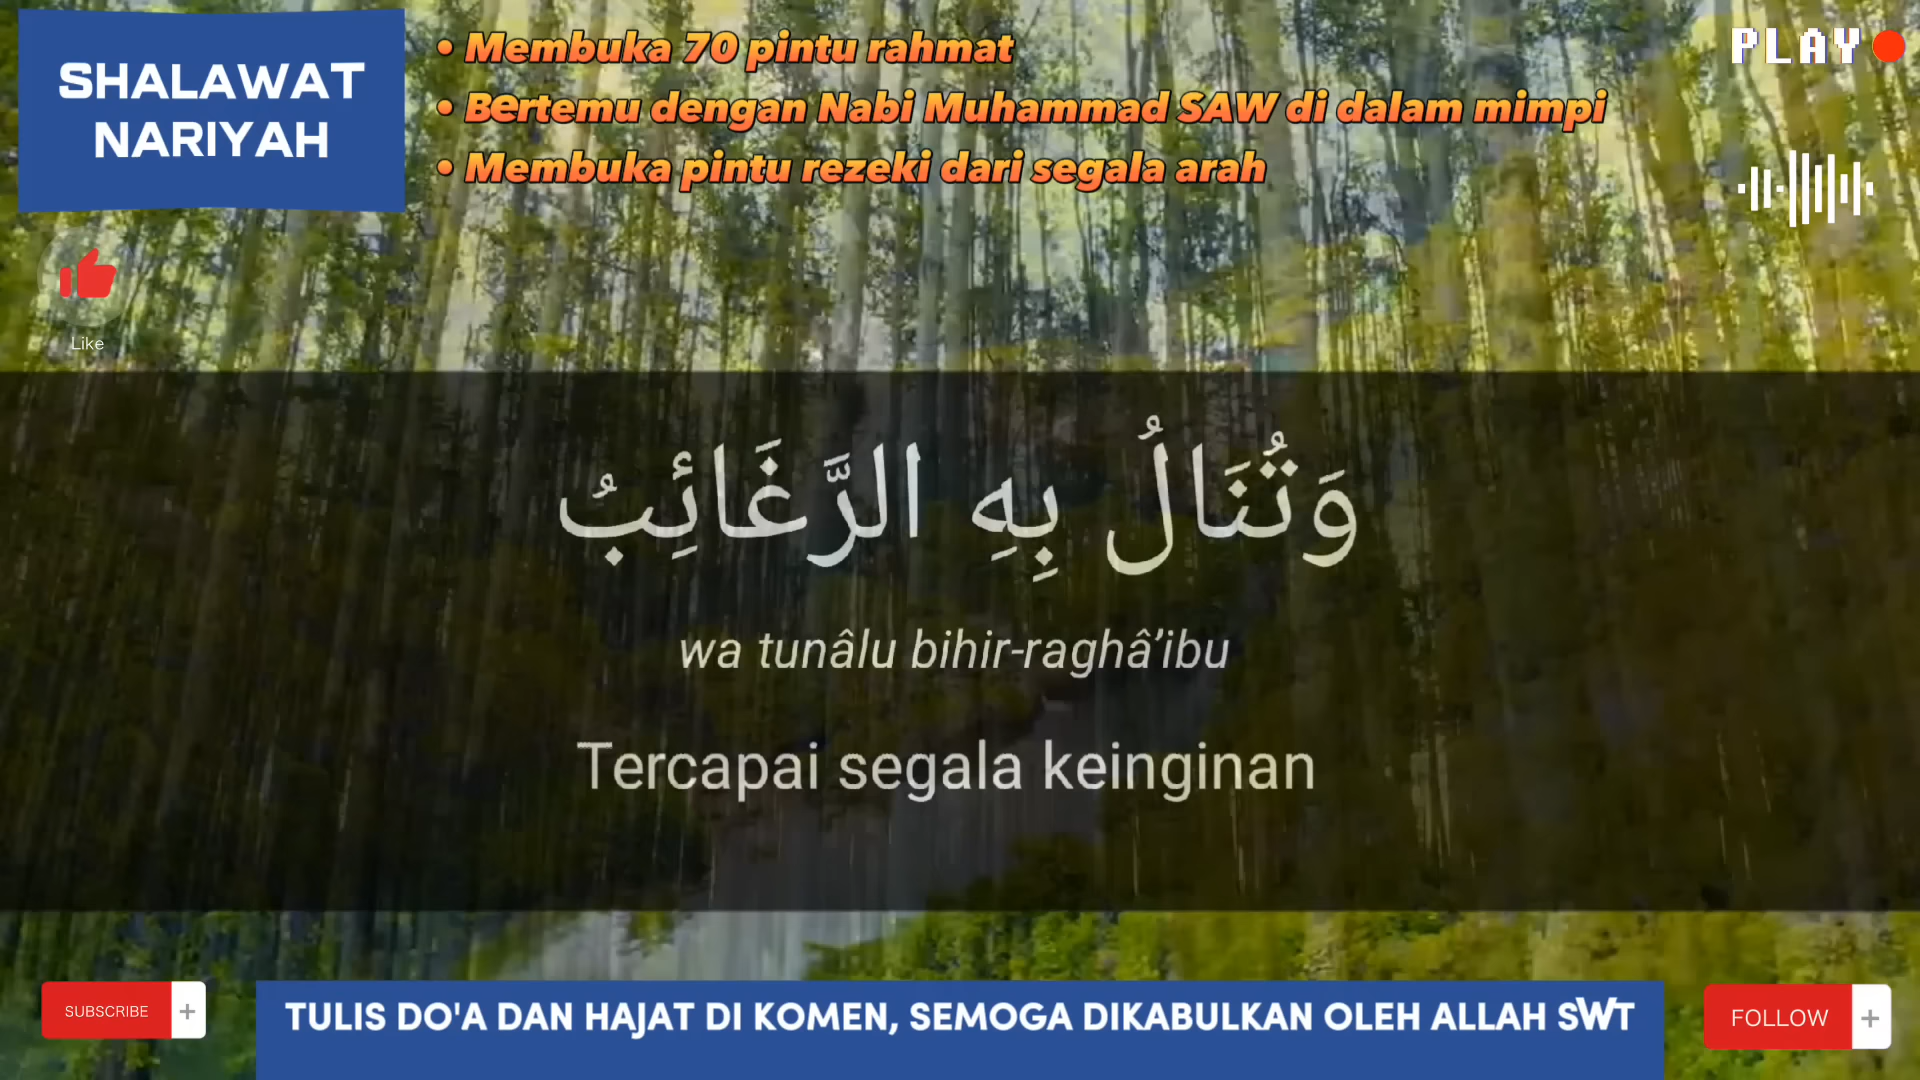 SHALAWAT
NARIYAH
• Membuka 70 pintu rahmat
• Bertemu dengan Nabi Muhammad SAW di dalam mimpi
• Membuka pintu rezeki dari segala arah
PLAY
Like
وَتُنَالُ بِهِ الرَّغَائِبُ
wa tunâlu bihir-raghâ’ibu
Tercapai segala keinginan
SUBSCRIBE +
TULIS DO'A DAN HAJAT DI KOMEN, SEMOGA DIKABULKAN OLEH ALLAH SWT
FOLLOW +